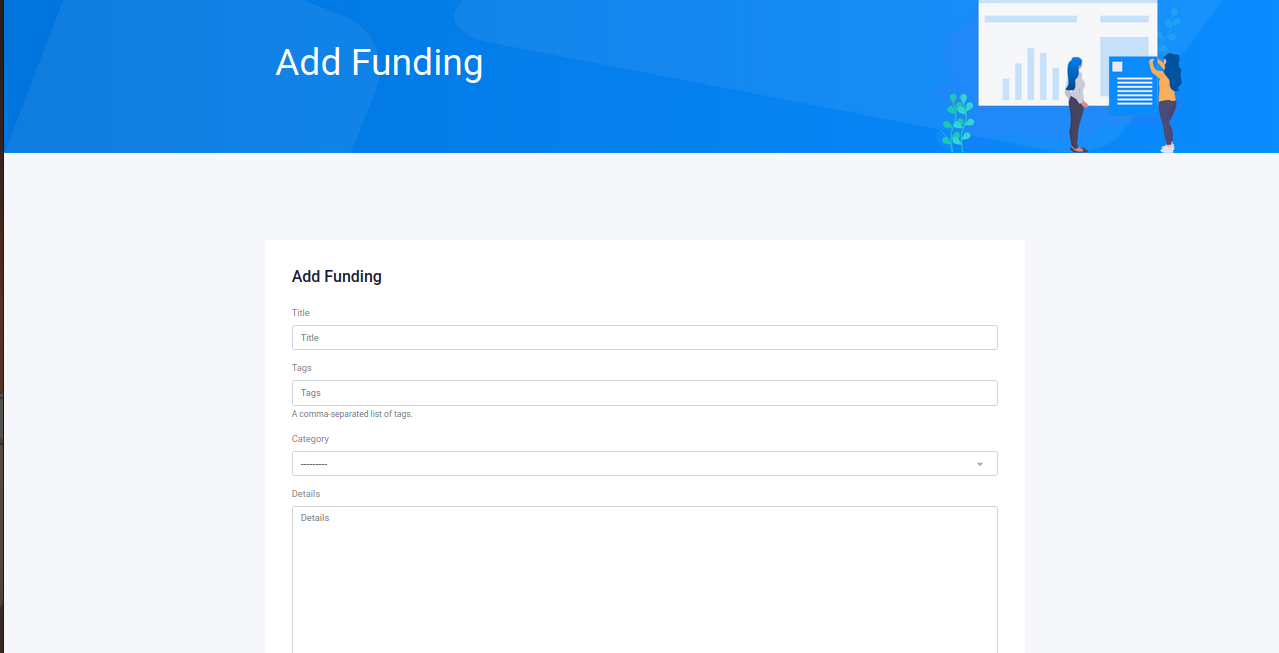 Add Funding
Add Funding
Title
Title
Tags
Tags
A comma-separated list of tags.
Category
---------
Details
Details